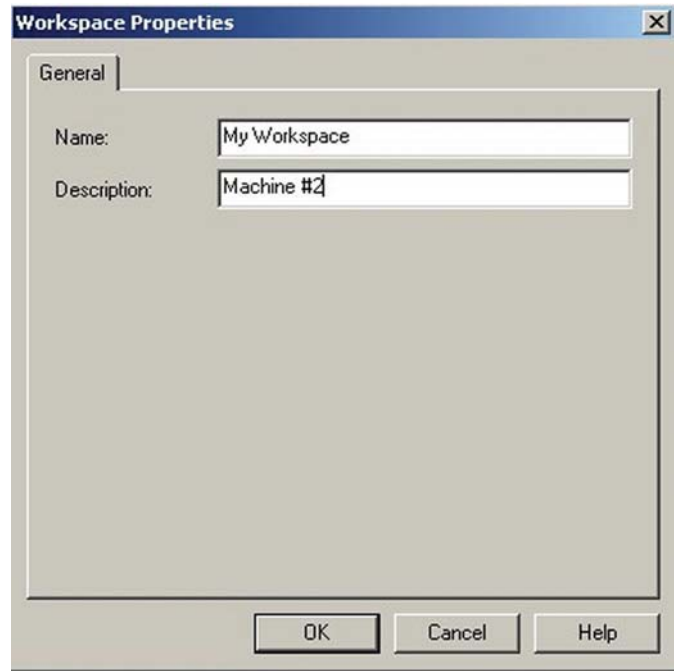 Workspace Properties
General
Name: My Workspace
Description: Machine #2
OK Cancel Help